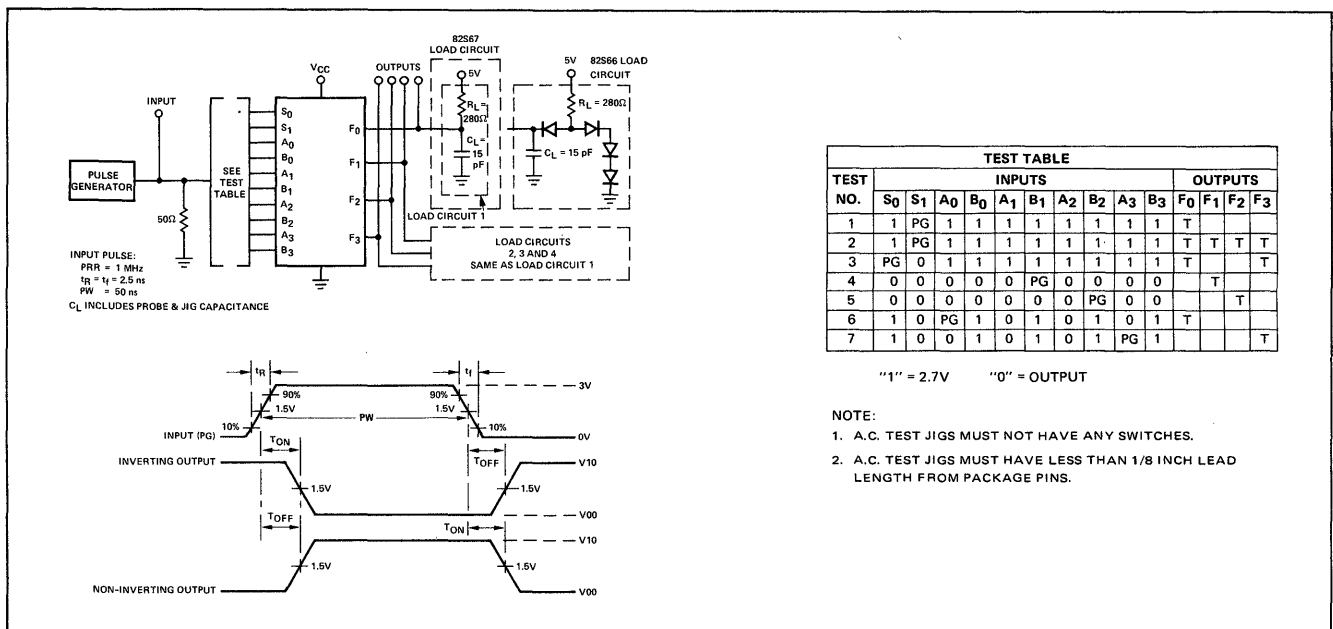 82S67
LOAD CIRCUIT
82S66 LOAD
CIRCUIT
VCC
OUTPUTS
5V
5V
INPUT
RL =
280Ω
RL = 280Ω
CL =
15
pF
CL = 15 pF
PULSE
GENERATOR
50Ω
SEE
TEST
TABLE
S0
S1
A0
B0
A1
B1
A2
B2
A3
B3
F0
F1
F2
F3
LOAD CIRCUIT 1
LOAD CIRCUITS
2, 3 AND 4
SAME AS LOAD CIRCUIT 1
INPUT PULSE:
PRR = 1 MHz
tR = tf = 2.5 ns
PW = 50 ns
CL INCLUDES PROBE & JIG CAPACITANCE
tR
tf
3V
90%
90%
1.5V
PW
1.5V
10%
10%
INPUT (PG)
0V
TON
TOFF
INVERTING OUTPUT
V10
1.5V
1.5V
V00
TOFF
TON
V10
1.5V
1.5V
NON-INVERTING OUTPUT
V00
TEST TABLE
TEST NO. INPUTS OUTPUTS
S0 S1 A0 B0 A1 B1 A2 B2 A3 B3 F0 F1 F2 F3
1 1 PG 1 1 1 1 1 1 1 1 T
2 1 PG 1 1 1 1 1 1 1 1 T T T T
3 PG 0 1 1 1 1 1 1 1 1 T T
4 0 0 0 0 0 PG 0 0 0 0 T
5 0 0 0 0 0 0 0 PG 0 0 T
6 1 0 PG 1 0 1 0 1 0 1 T
7 1 0 0 1 0 1 0 1 PG 1 T
"1" = 2.7V "0" = OUTPUT
NOTE:
1. A.C. TEST JIGS MUST NOT HAVE ANY SWITCHES.
2. A.C. TEST JIGS MUST HAVE LESS THAN 1/8 INCH LEAD
LENGTH FROM PACKAGE PINS.